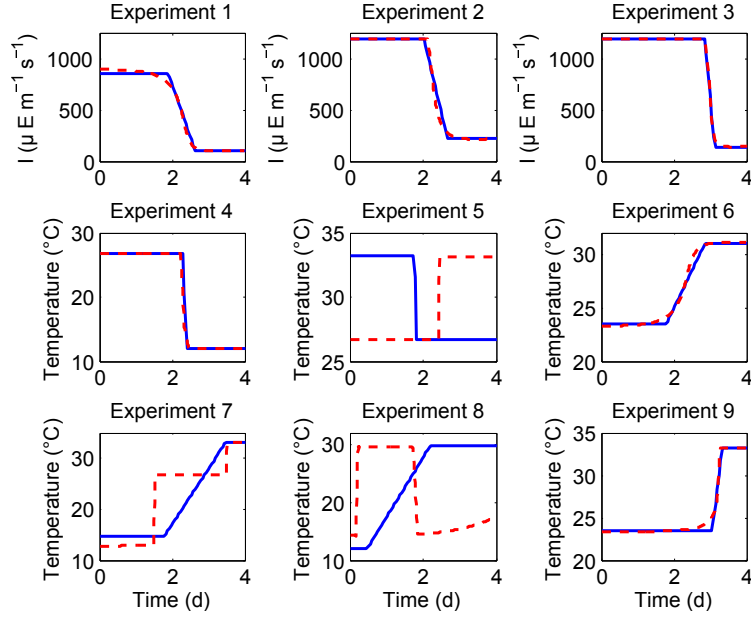 Experiment 1 Experiment 2 Experiment 3
I (µ E m⁻¹ s⁻¹) I (µ E m⁻¹ s⁻¹) I (µ E m⁻¹ s⁻¹)
1000 1000 1000
500 500 500
0 0 0
0 2 4 0 2 4 0 2 4
Experiment 4 Experiment 5 Experiment 6
Temperature (°C) Temperature (°C) Temperature (°C)
30 35 30
20 30 25
10 25 20
0 2 4 0 2 4 0 2 4
Experiment 7 Experiment 8 Experiment 9
Temperature (°C) Temperature (°C) Temperature (°C)
30 30 35
20 20 30
10 10 25
20
0 2 4 0 2 4 0 2 4
Time (d) Time (d) Time (d)